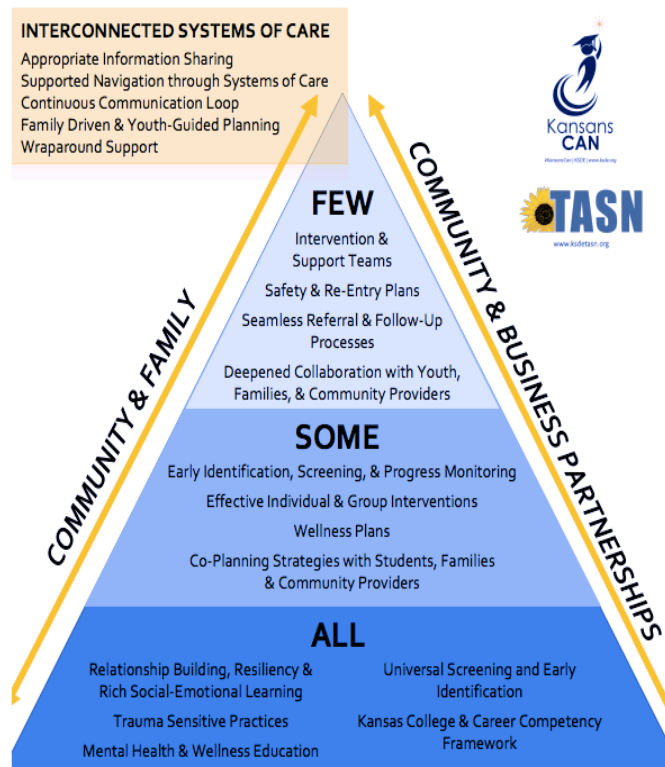 INTERCONNECTED SYSTEMS OF CARE
Appropriate Information Sharing
Supported Navigation through Systems of Care
Continuous Communication Loop
Family Driven & Youth-Guided Planning
Wraparound Support
Kansans
CAN
KansansCan | KSDE | www.ksde.org
TASN
www.ksdetasn.org
COMMUNITY & FAMILY
COMMUNITY & BUSINESS PARTNERSHIPS
FEW
Intervention &
Support Teams
Safety & Re-Entry Plans
Seamless Referral & Follow-Up
Processes
Deepened Collaboration with Youth,
Families, & Community Providers
SOME
Early Identification, Screening, & Progress Monitoring
Effective Individual & Group Interventions
Wellness Plans
Co-Planning Strategies with Students, Families
& Community Providers
ALL
Relationship Building, Resiliency &
Rich Social-Emotional Learning
Trauma Sensitive Practices
Mental Health & Wellness Education
Universal Screening and Early
Identification
Kansas College & Career Competency
Framework